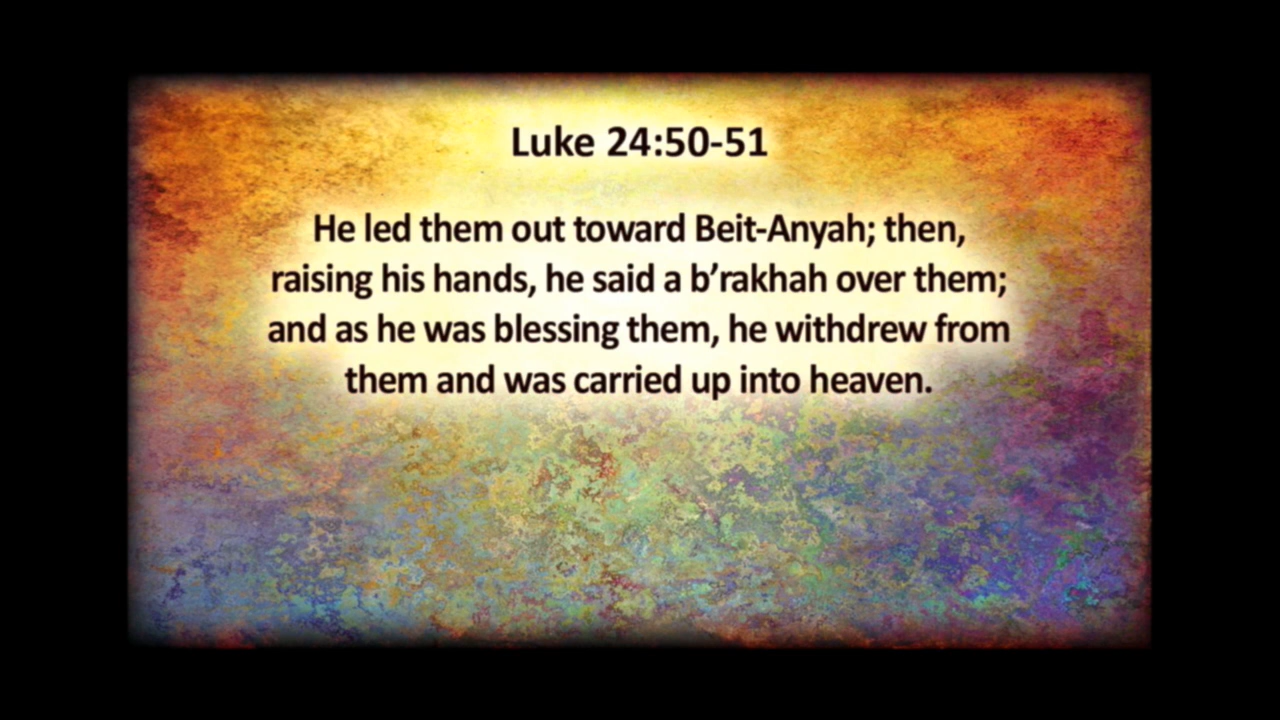 Luke 24:50-51
He led them out toward Beit-Anyah; then,
raising his hands, he said a b’rakhah over them;
and as he was blessing them, he withdrew from
them and was carried up into heaven.